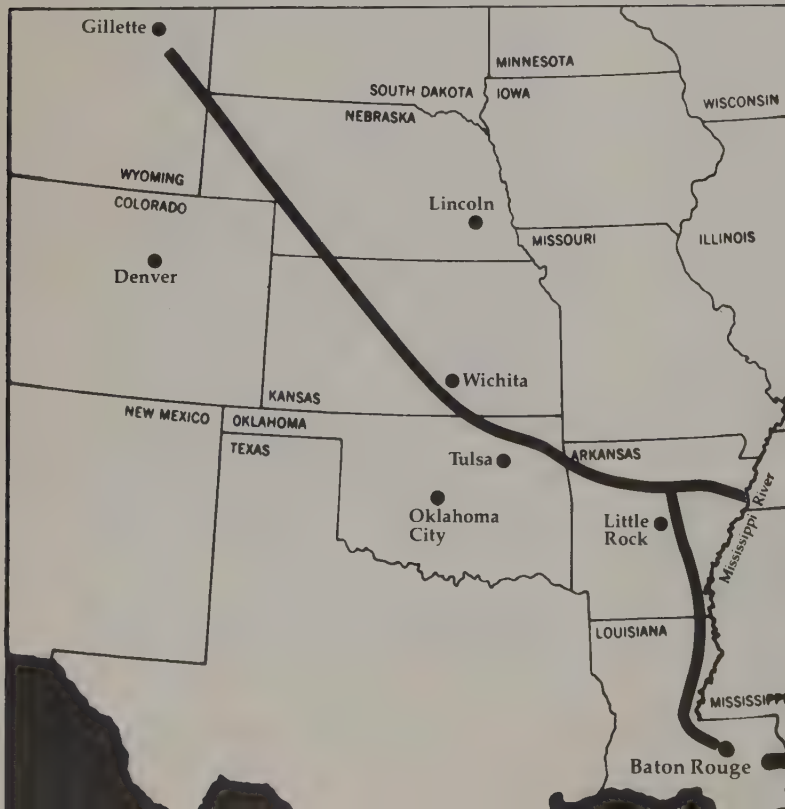 Gillette
MINNESOTA
SOUTH DAKOTA
IOWA
WISCONSIN
NEBRASKA
WYOMING
COLORADO
Lincoln
MISSOURI
ILLINOIS
Denver
Wichita
KANSAS
NEW MEXICO
OKLAHOMA
TEXAS
Tulsa
ARKANSAS
Oklahoma
City
Little
Rock
Mississippi River
LOUISIANA
MISSISSIPPI
Baton Rouge